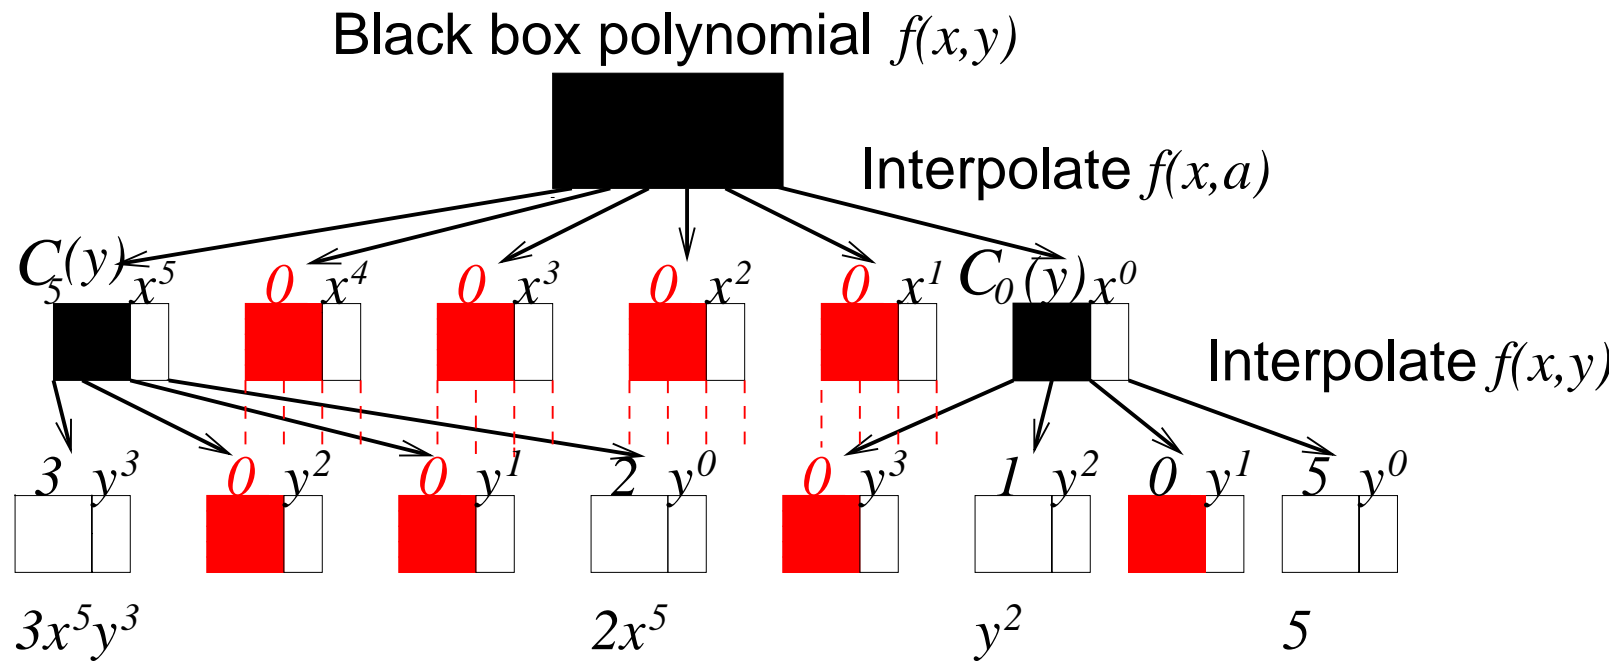 Black box polynomial f(x,y)
Interpolate f(x,a)
C₅(y) x⁵ 0 x⁴ 0 x³ 0 x² 0 x¹ C₀(y) x⁰
Interpolate f(x,y)
3 y³ 0 y² 0 y¹ 2 y⁰ 0 y³ 1 y² 0 y¹ 5 y⁰
3x⁵y³ 2x⁵ y² 5